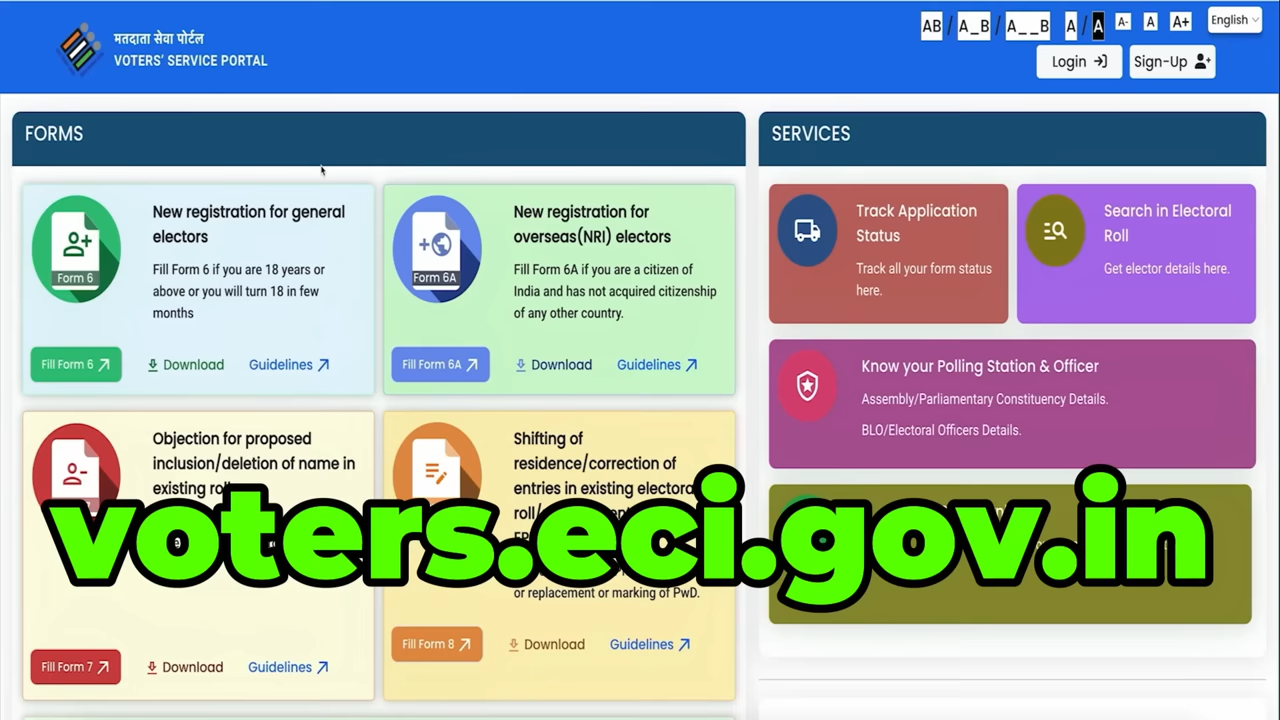 मतदाता सेवा पोर्टल
VOTERS' SERVICE PORTAL
AB / A_B / A__B A / A A- A A+ English
Login Sign-Up
FORMS
New registration for general
electors
Fill Form 6 if you are 18 years or
above or you will turn 18 in few
months
Form 6
Fill Form 6 Download Guidelines
New registration for
overseas(NRI) electors
Fill Form 6A if you are a citizen of
India and has not acquired citizenship
of any other country.
Form 6A
Fill Form 6A Download Guidelines
Objection for proposed
inclusion/deletion of name in
existing
Fill Form 7 Download Guidelines
Shifting of
residence/correction of
entries in existing
or replacement or marking of PwD.
Fill Form 8 Download Guidelines
SERVICES
Track Application
Status
Track all your form status
here.
Search in Electoral
Roll
Get elector details here.
Know your Polling Station & Officer
Assembly/Parliamentary Constituency Details.
BLO/Electoral Officers Details.
voters.eci.gov.in